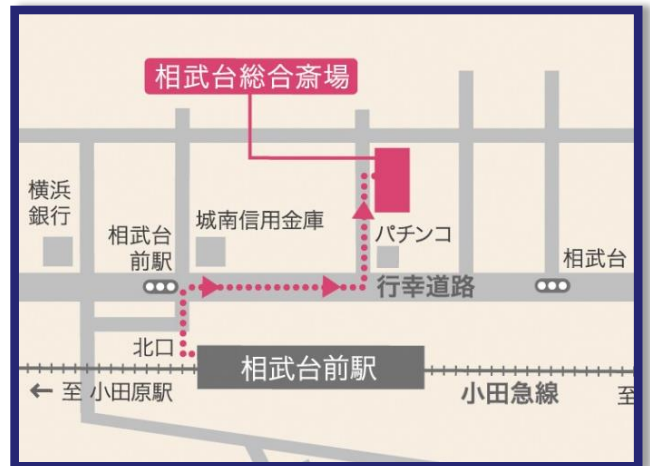 相武台総合斎場
横浜
銀行
相武台
前駅
城南信用金庫
パチンコ
相武台
行幸道路
北口
相武台前駅
← 至 小田原駅
小田急線
至